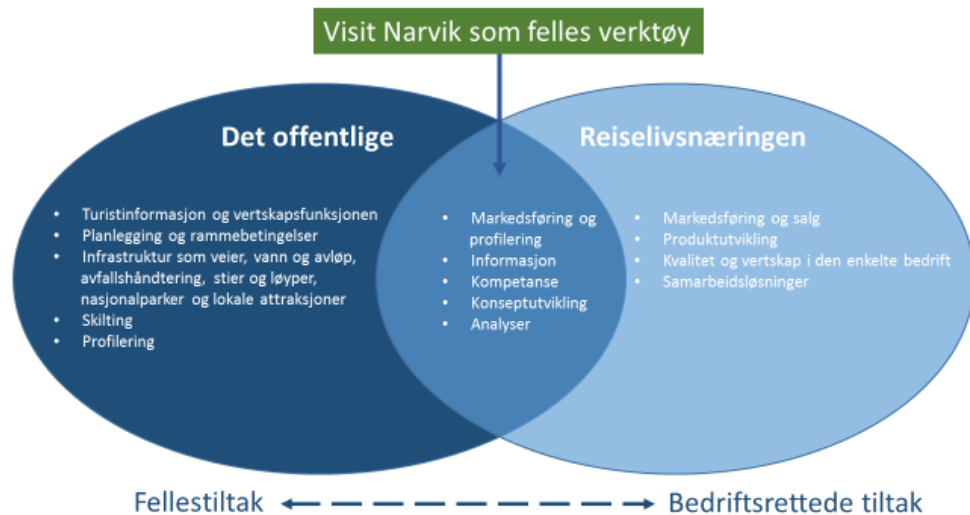 Visit Narvik som felles verktøy
Det offentlige
• Turistinformasjon og vertskapsfunksjonen
• Planlegging og rammebetingelser
• Infrastruktur som veier, vann og avløp,
avfallshåndtering, stier og løyper,
nasjonalparker og lokale attraksjoner
• Skilting
• Profilering
• Markedsføring og
profilering
• Informasjon
• Kompetanse
• Konseptutvikling
• Analyser
Reiselivsnæringen
• Markedsføring og salg
• Produktutvikling
• Kvalitet og vertskap i den enkelte bedrift
• Samarbeidsløsninger
Fellestiltak
Bedriftsrettede tiltak